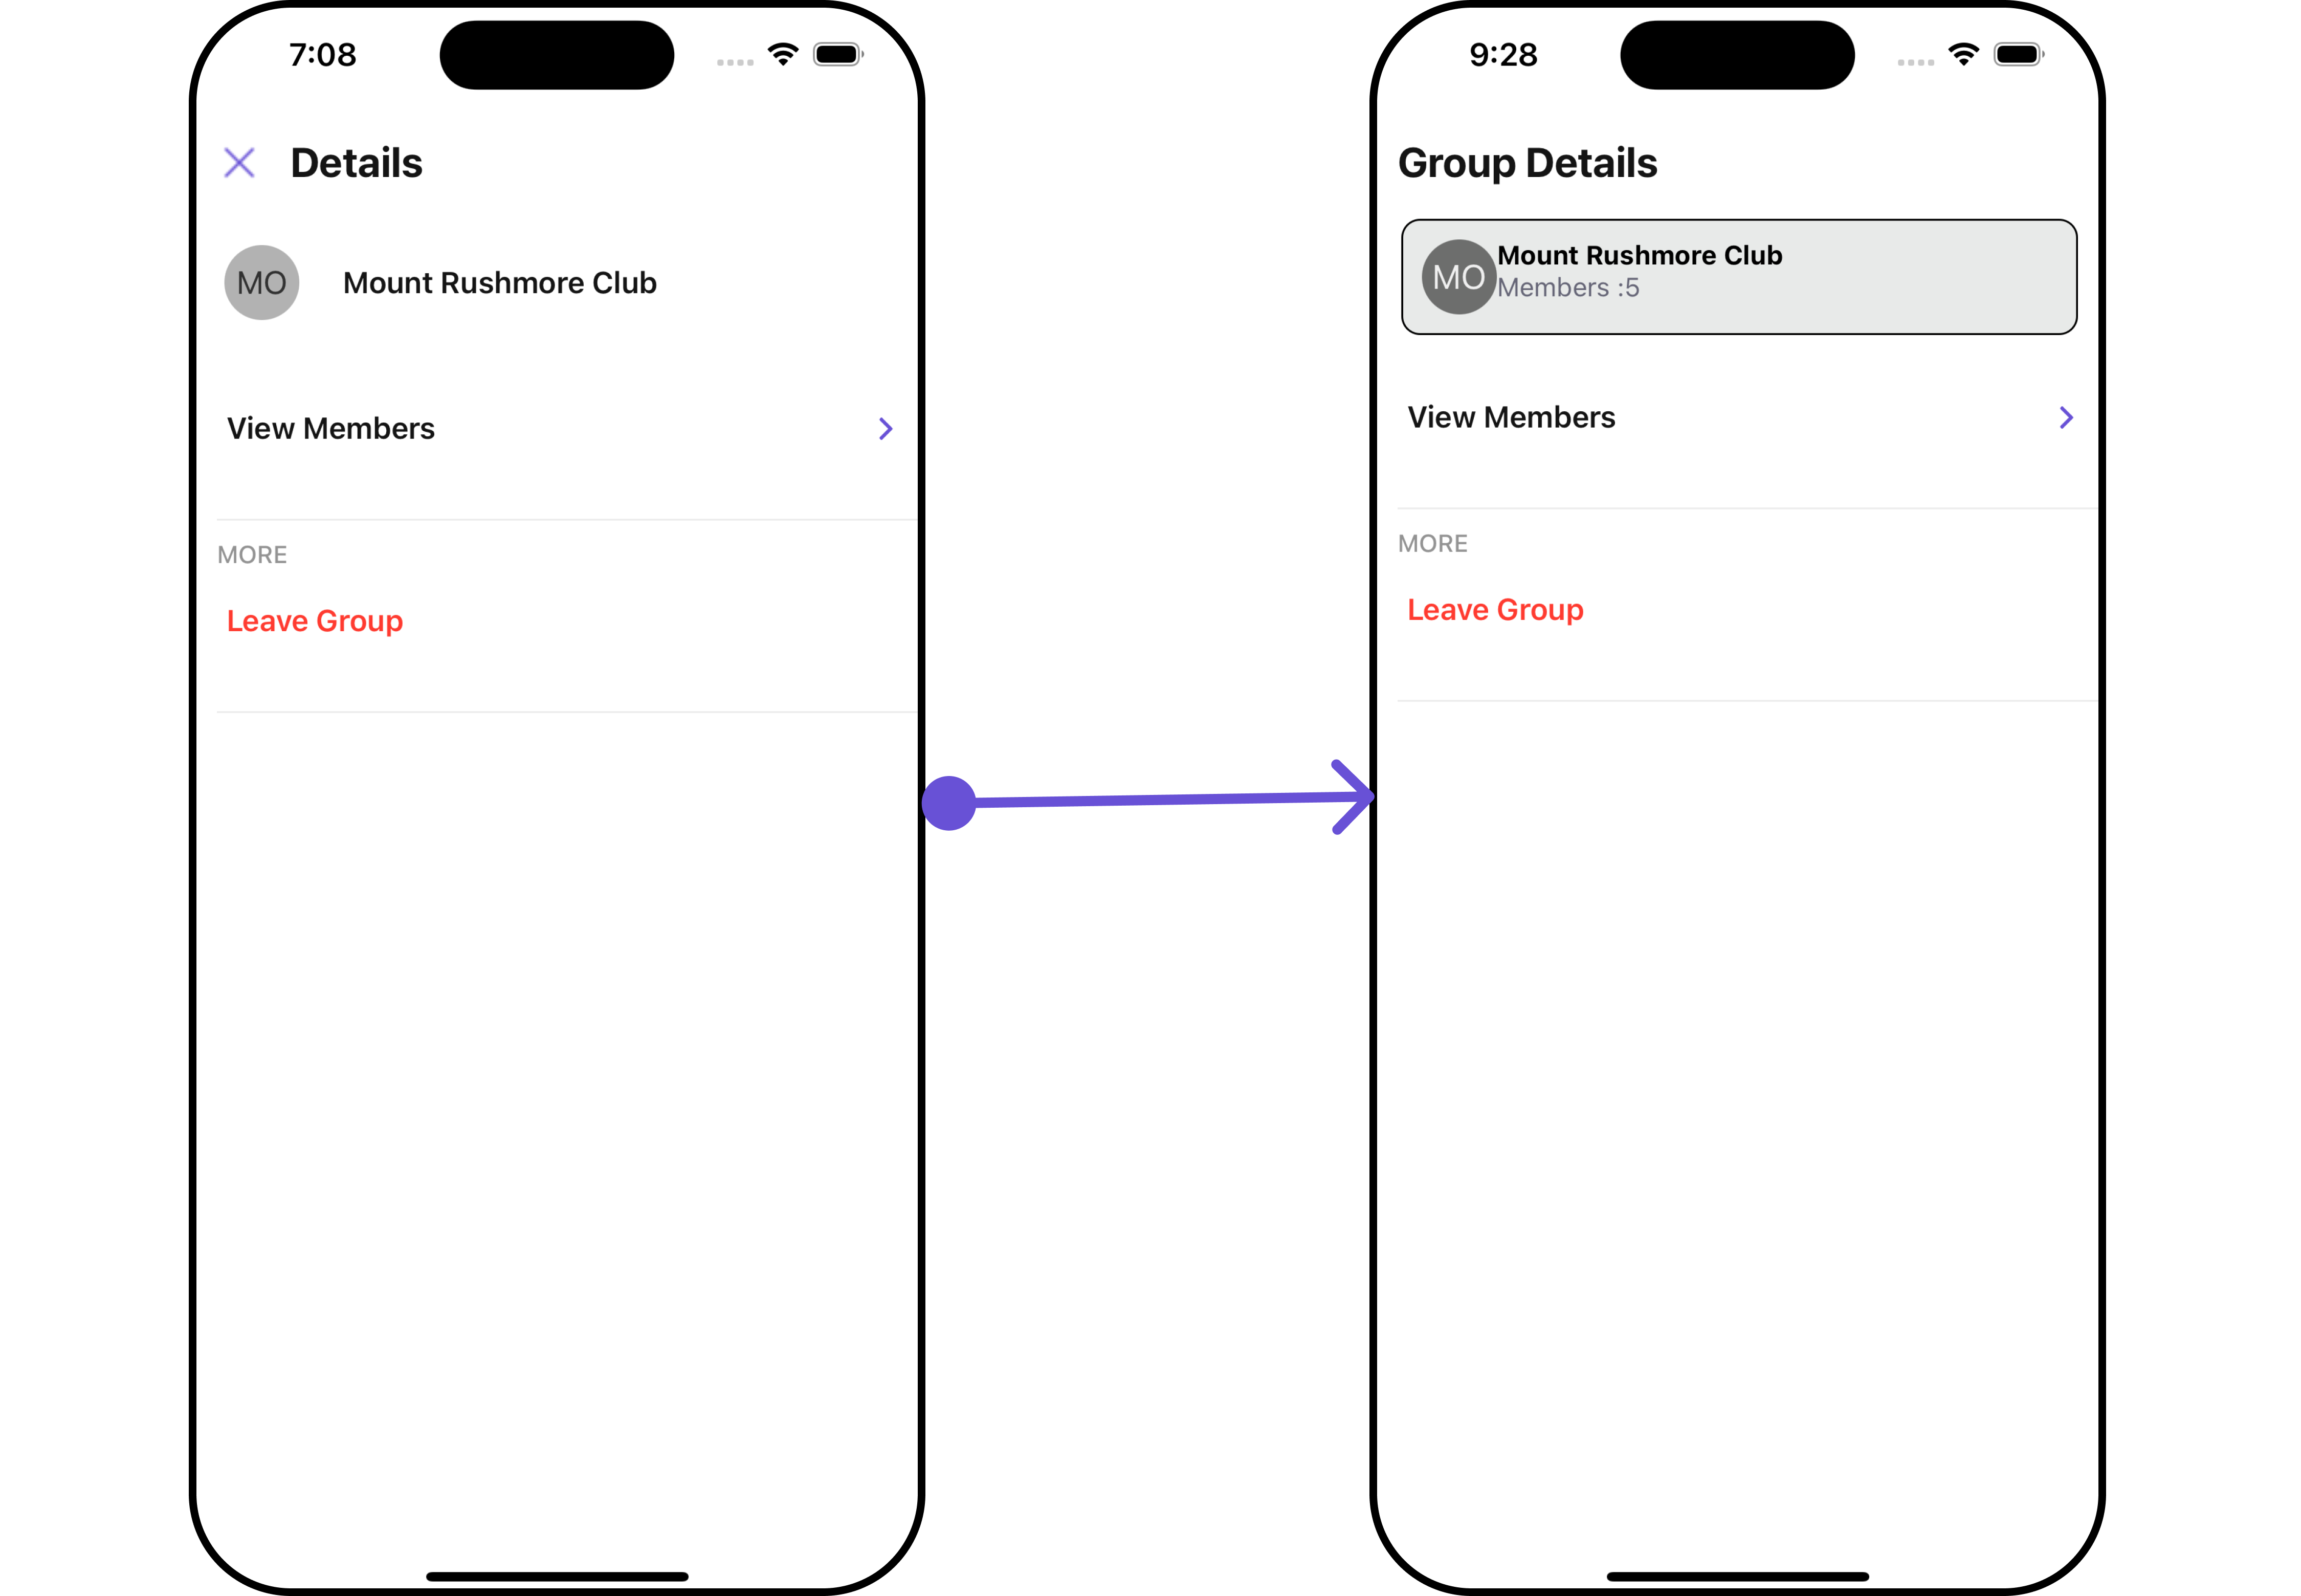 7:08
Details
MO
Mount Rushmore Club
View Members
MORE
Leave Group
9:28
Group Details
MO
Mount Rushmore Club
Members :5
View Members
MORE
Leave Group